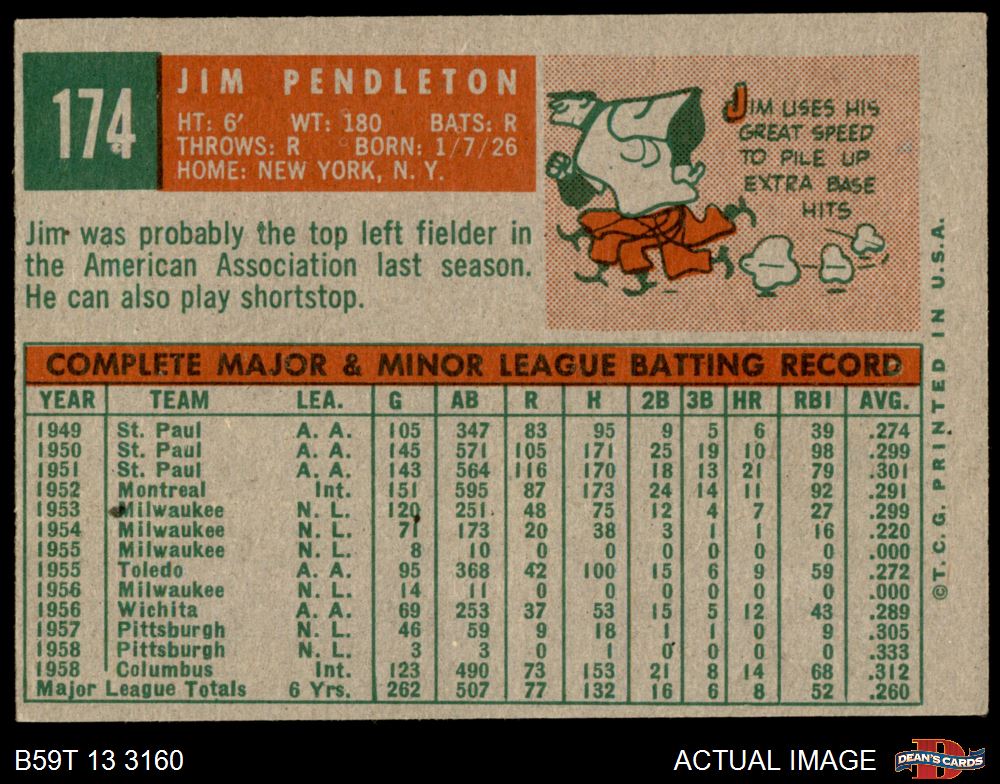 174
JIM PENDLETON
HT: 6' WT: 180 BATS: R
THROWS: R BORN: 1/7/26
HOME: NEW YORK, N. Y.
JIM USES HIS
GREAT SPEED
TO PILE UP
EXTRA BASE
HITS
Jim was probably the top left fielder in
the American Association last season.
He can also play shortstop.
COMPLETE MAJOR & MINOR LEAGUE BATTING RECORD
YEAR TEAM LEA. G AB R H 2B 3B HR RBI AVG.
1949 St. Paul A. A. 105 347 83 95 9 5 6 39 .274
1950 St. Paul A. A. 145 571 105 171 25 19 10 98 .299
1951 St. Paul A. A. 143 564 116 170 18 13 21 79 .301
1952 Montreal Int. 151 595 87 173 24 14 11 92 .291
1953 Milwaukee N. L. 120 251 48 75 12 4 7 27 .299
1954 Milwaukee N. L. 71 173 20 38 3 1 1 16 .220
1955 Milwaukee N. L. 8 10 0 0 0 0 0 0 .000
1955 Toledo A. A. 95 368 42 100 15 6 9 59 .272
1956 Milwaukee N. L. 14 11 0 0 0 0 0 0 .000
1956 Wichita A. A. 69 253 37 53 15 5 12 43 .289
1957 Pittsburgh N. L. 46 59 9 18 1 1 0 9 .305
1958 Pittsburgh N. L. 3 3 0 1 0 0 0 0 .333
1958 Columbus Int. 123 490 73 153 21 8 14 68 .312
Major League Totals 6 Yrs. 262 507 77 132 16 6 8 52 .260
© T. C. G. PRINTED IN U.S.A.
B59T 13 3160
ACTUAL IMAGE
DEAN'S CARDS